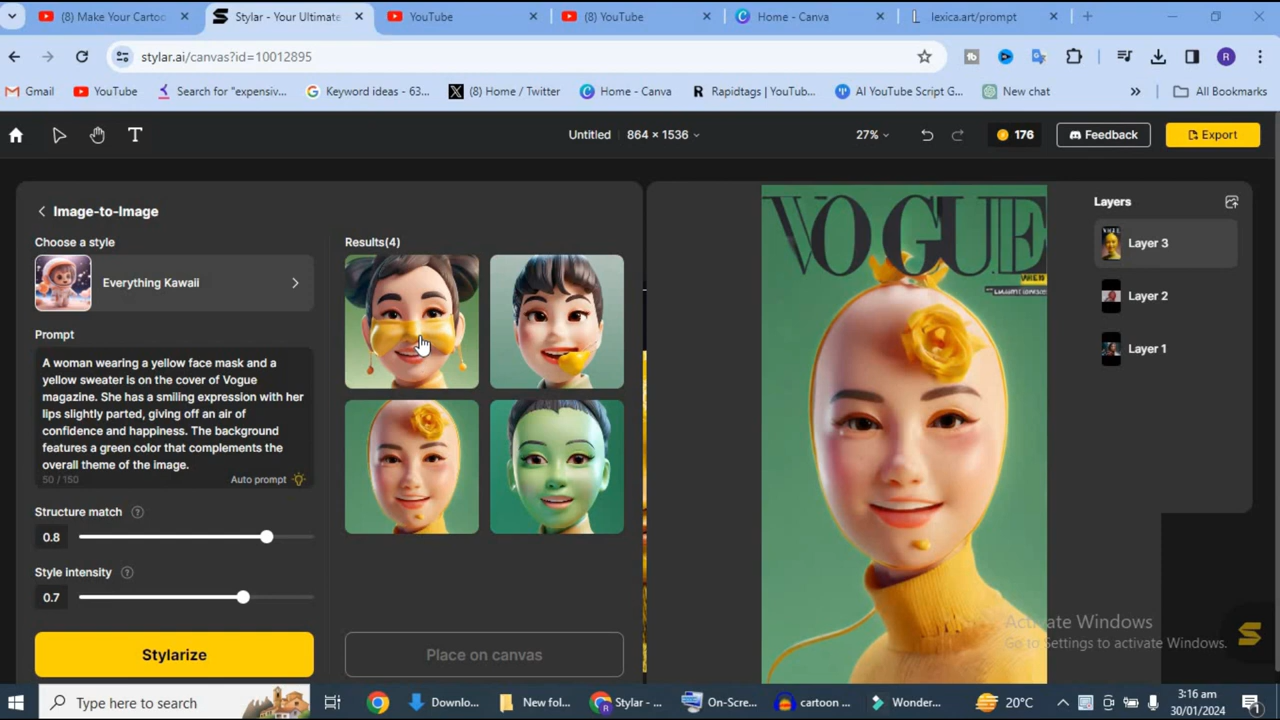 (8) Make Your Cartoo
Stylar - Your Ultimate
YouTube
(8) YouTube
Home - Canva
lexica.art/prompt
stylar.ai/canvas?id=10012895
R
Gmail
YouTube
Search for "expensiv...
Keyword ideas - 63...
(8) Home / Twitter
Home - Canva
Rapidtags | YouTub...
AI YouTube Script G...
New chat
All Bookmarks
Untitled
864 × 1536
27%
176
Feedback
Export
Image-to-Image
Choose a style
Everything Kawaii
Prompt
A woman wearing a yellow face mask and a
yellow sweater is on the cover of Vogue
magazine. She has a smiling expression with her
lips slightly parted, giving off an air of
confidence and happiness. The background
features a green color that complements the
overall theme of the image.
50 / 150
Auto prompt
Structure match
0.8
Style intensity
0.7
Stylarize
Results(4)
Place on canvas
VOGUE
Layers
Layer 3
Layer 2
Layer 1
Activate Windows
Go to Settings to activate Windows.
Type here to search
Downlo...
New fol...
Stylar - ...
On-Scre...
cartoon ...
Wonder...
20°C
3:16 am
30/01/2024